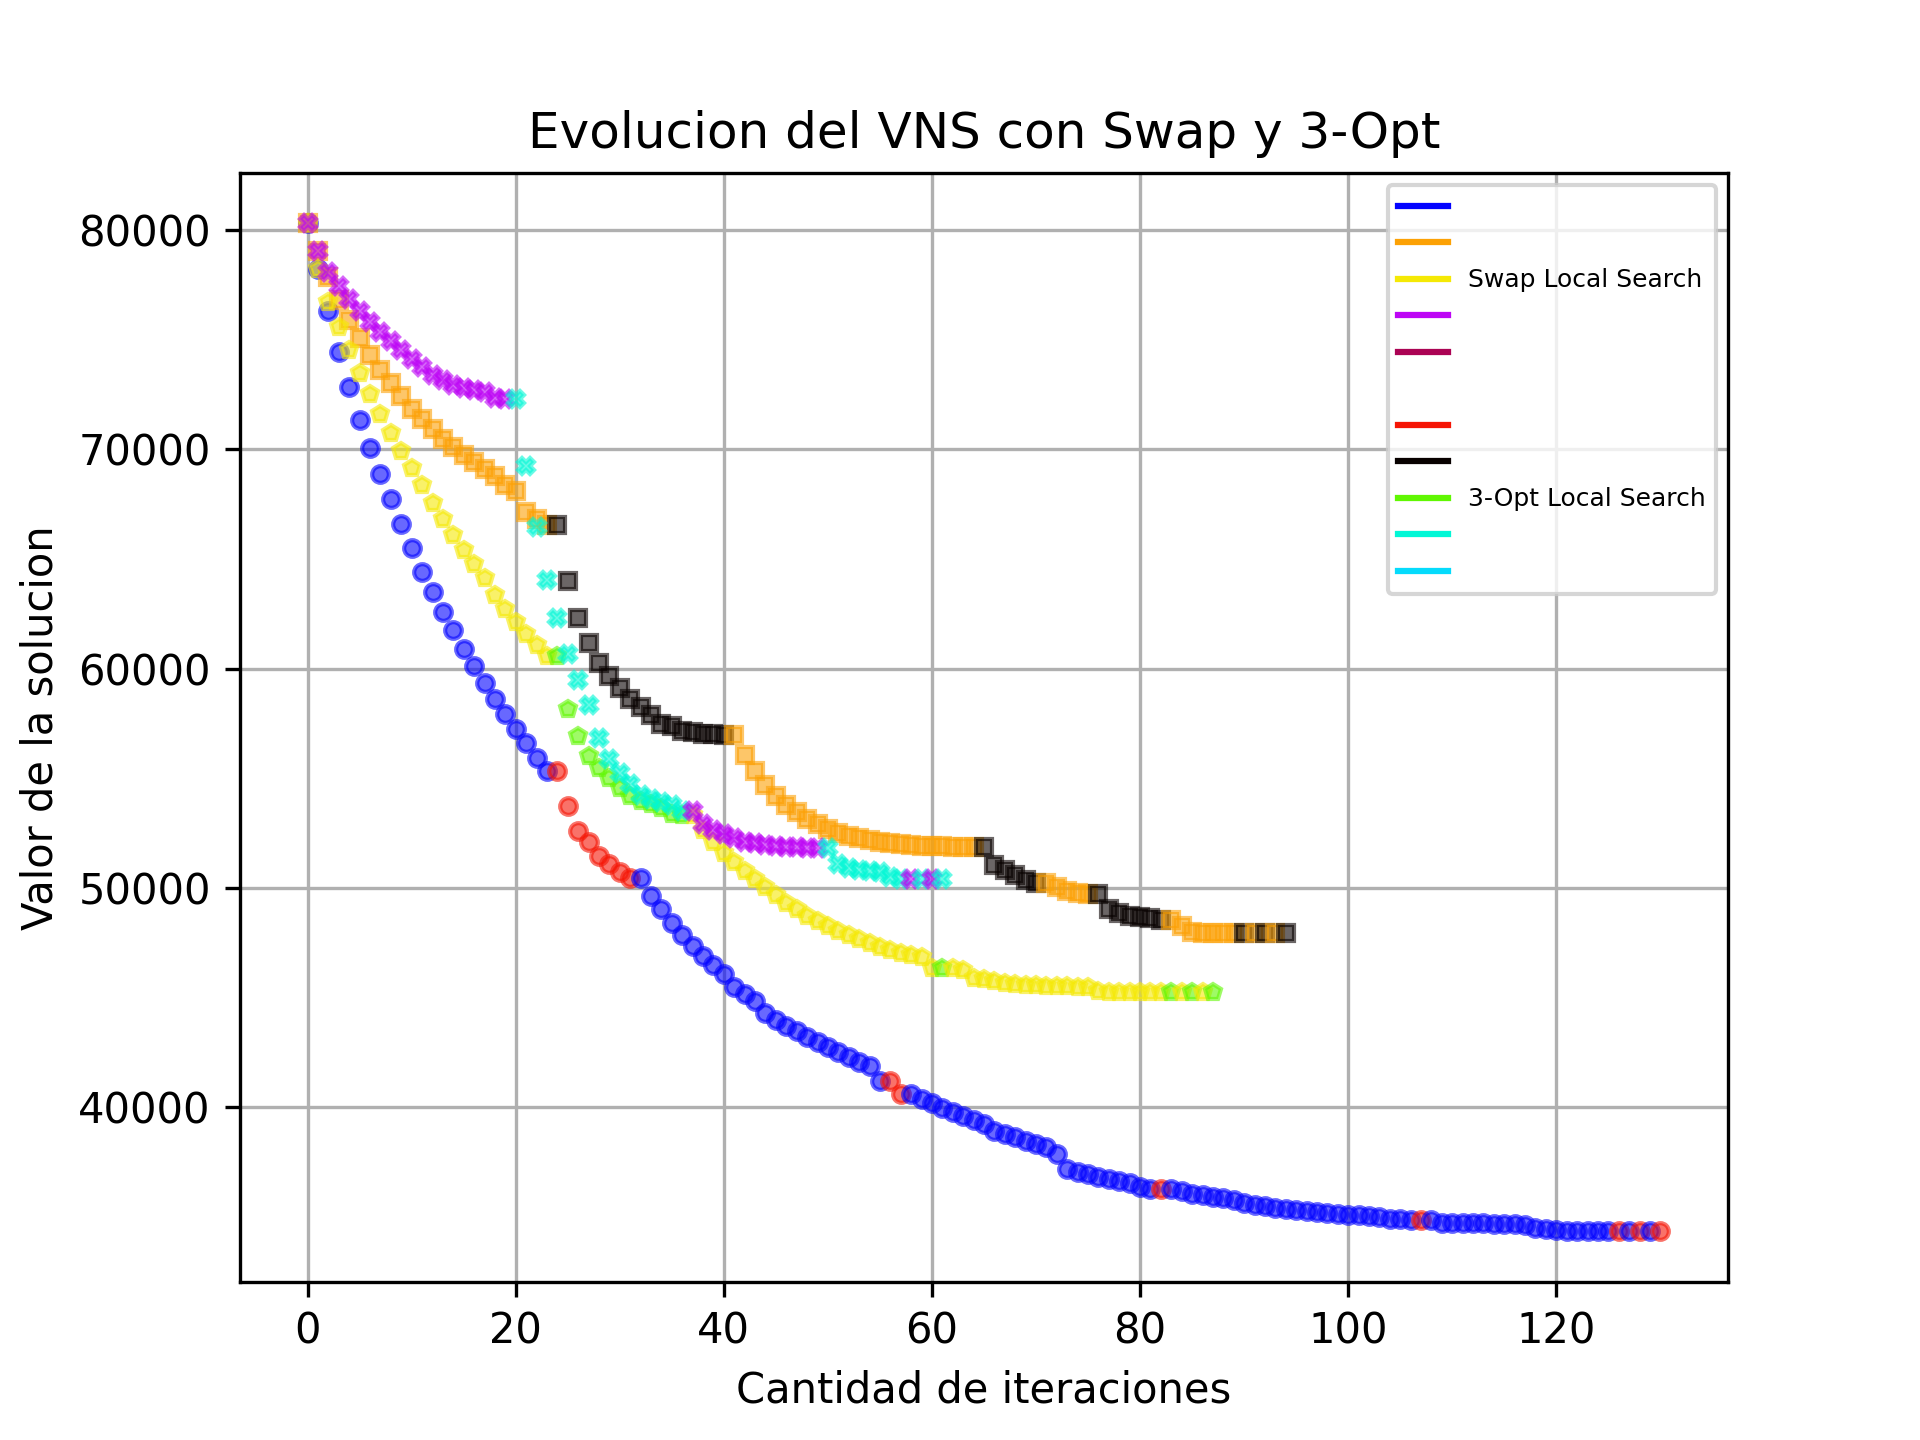 Evolucion del VNS con Swap y 3-Opt
Valor de la solucion
80000
70000
60000
50000
40000
Swap Local Search
3-Opt Local Search
0 20 40 60 80 100 120
Cantidad de iteraciones